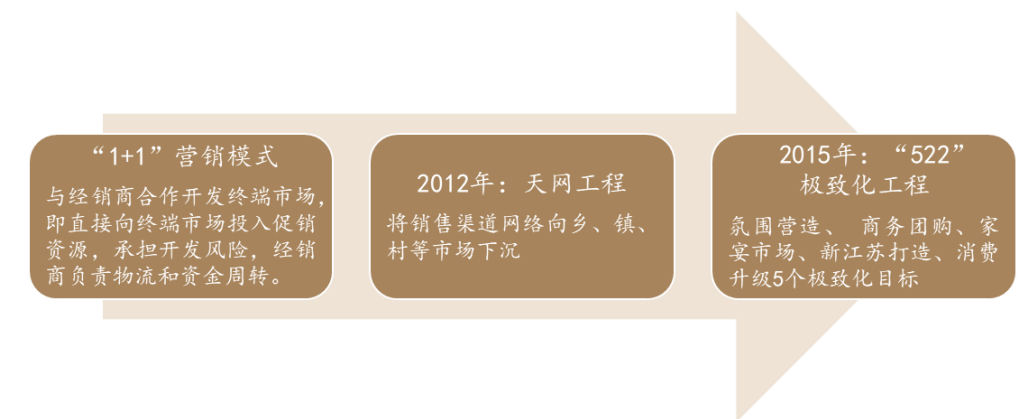 “1+1”营销模式
与经销商合作开发终端市场，
即直接向终端市场投入促销
资源，承担开发风险，经销
商负责物流和资金周转。
2012年：天网工程
将销售渠道网络向乡、镇、
村等市场下沉
2015年：“522”
极致化工程
氛围营造、 商务团购、家
宴市场、新江苏打造、消费
升级5个极致化目标